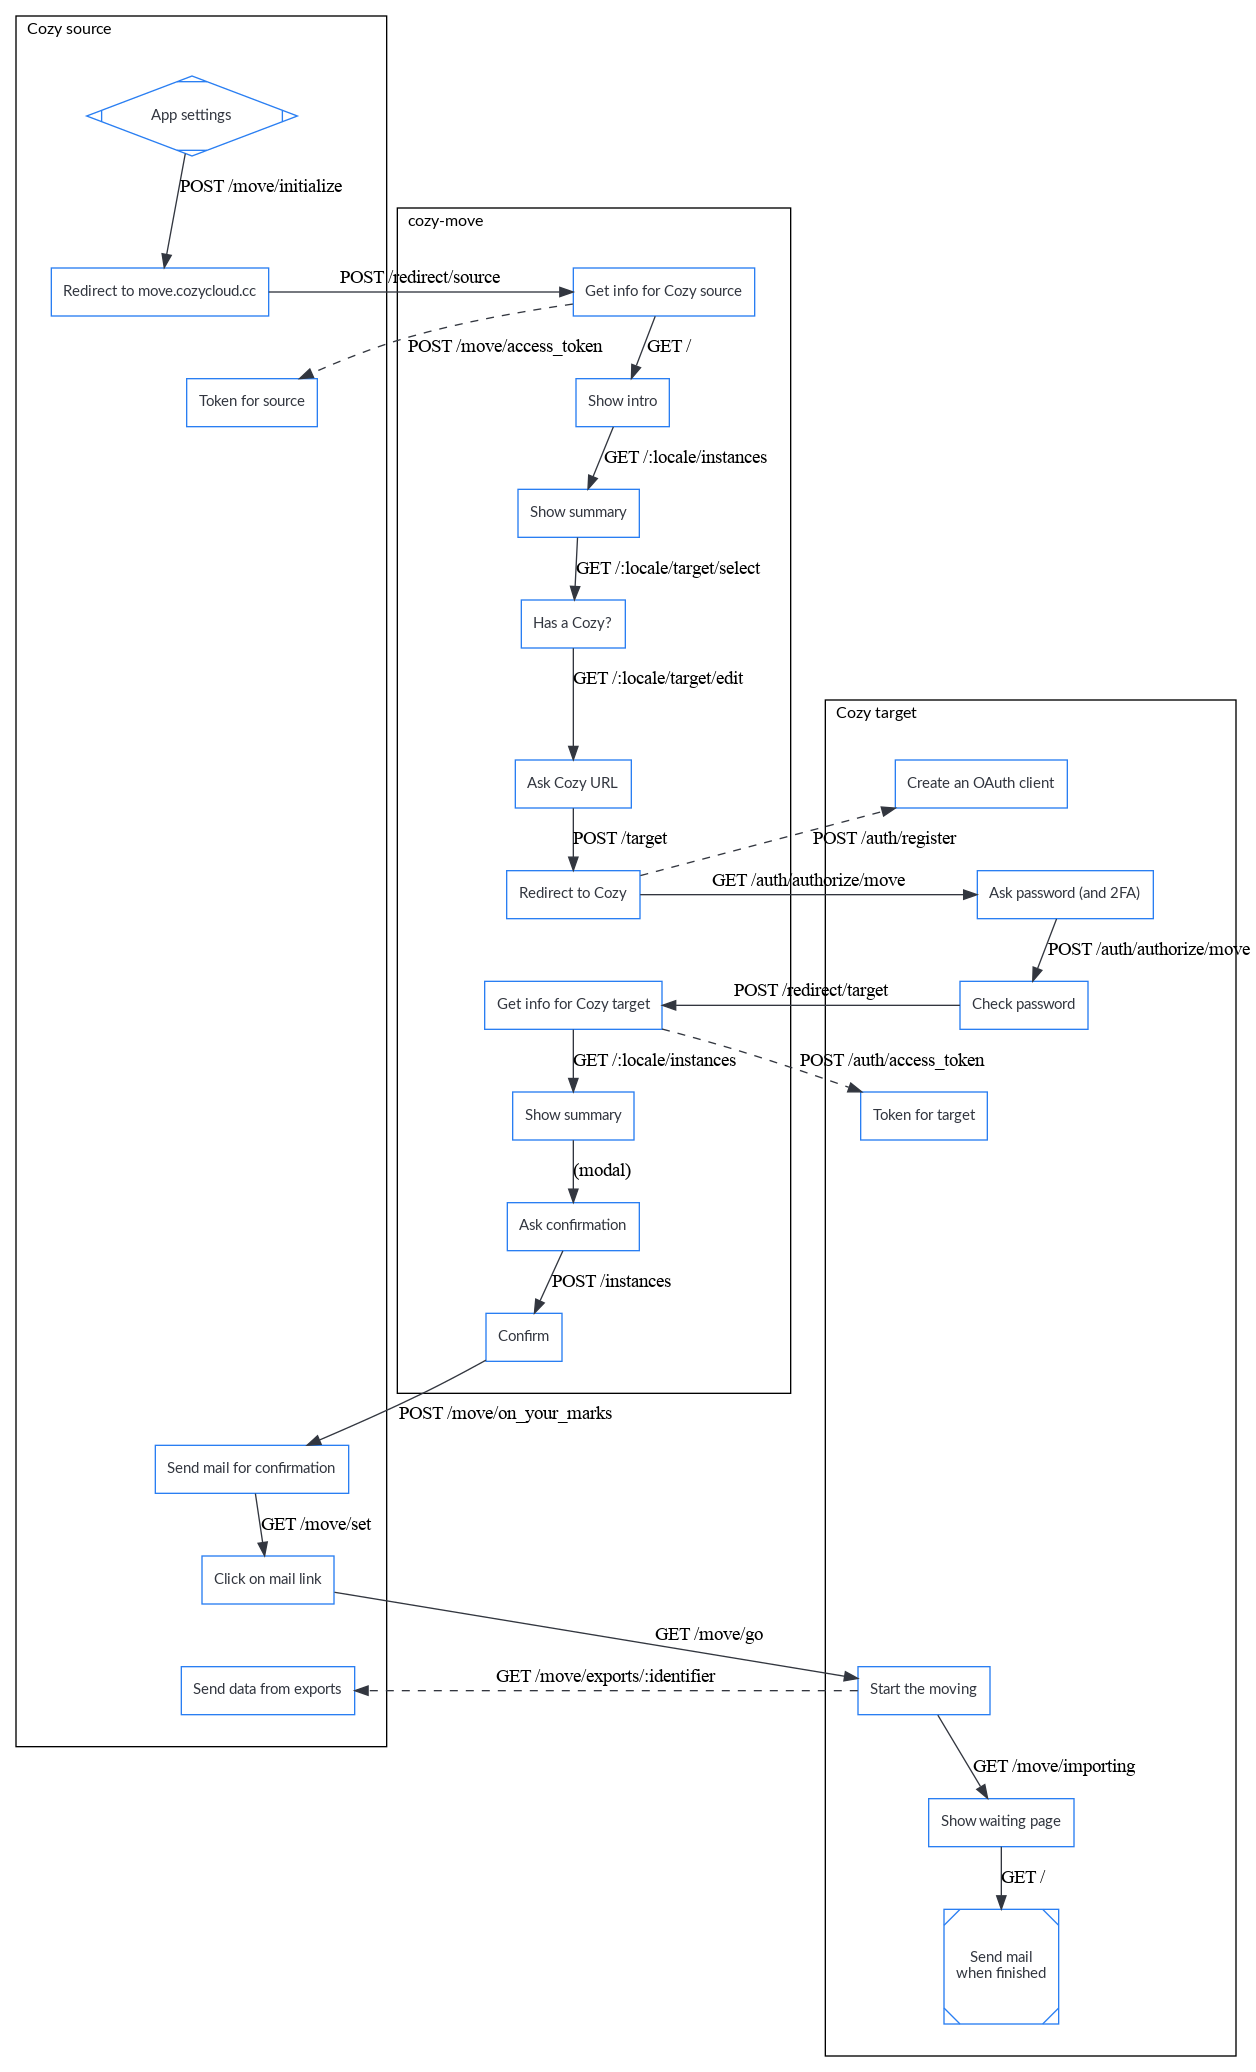 Cozy source
App settings
POST /move/initialize
cozy-move
Redirect to move.cozycloud.cc
POST /redirect/source
Get info for Cozy source
POST /move/access_token
GET /
Token for source
Show intro
GET /:locale/instances
Show summary
GET /:locale/target/select
Has a Cozy?
GET /:locale/target/edit
Cozy target
Ask Cozy URL
Create an OAuth client
POST /target
POST /auth/register
Redirect to Cozy
GET /auth/authorize/move
Ask password (and 2FA)
POST /auth/authorize/move
Get info for Cozy target
POST /redirect/target
Check password
GET /:locale/instances
POST /auth/access_token
Show summary
Token for target
(modal)
Ask confirmation
POST /instances
Confirm
POST /move/on_your_marks
Send mail for confirmation
GET /move/set
Click on mail link
GET /move/go
Send data from exports
GET /move/exports/:identifier
Start the moving
GET /move/importing
Show waiting page
GET /
Send mail
when finished